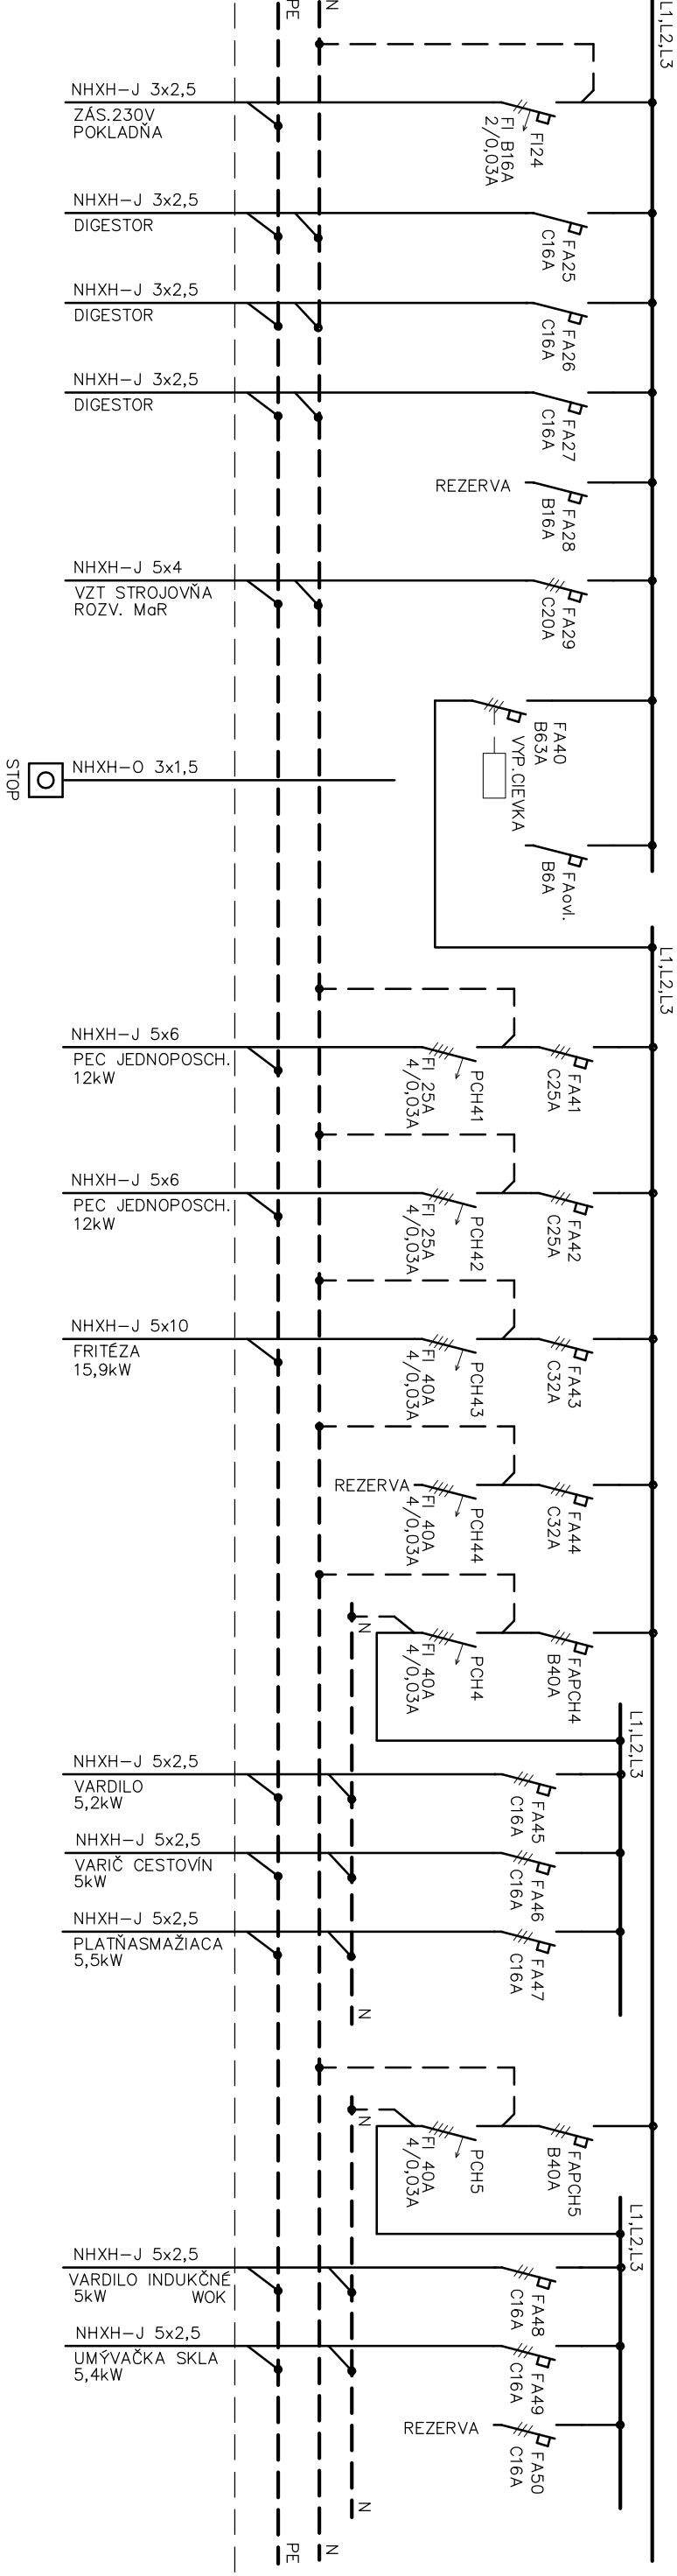 L1,L2,L3
PE
N
NHXH-J 3x2,5
ZÁS.230V
POKLADŇA
FI24
FI B16A
2/0,03A
NHXH-J 3x2,5
DIGESTOR
FA25
C16A
NHXH-J 3x2,5
DIGESTOR
FA26
C16A
NHXH-J 3x2,5
DIGESTOR
FA27
C16A
REZERVA
FA28
B16A
NHXH-J 5x4
VZT STROJOVŇA
ROZV. MaR
FA29
C20A
FA40
B63A
VYP.CIEVKA
STOP
NHXH-O 3x1,5
FAovl.
B6A
L1,L2,L3
NHXH-J 5x6
PEC JEDNOPOSCH.
12kW
FA41
C25A
PCH41
FI 25A
4/0,03A
NHXH-J 5x6
PEC JEDNOPOSCH.
12kW
FA42
C25A
PCH42
FI 25A
4/0,03A
NHXH-J 5x10
FRITÉZA
15,9kW
FA43
C32A
PCH43
FI 40A
4/0,03A
REZERVA
FA44
C32A
PCH44
FI 40A
4/0,03A
FAPCH4
B40A
PCH4
FI 40A
4/0,03A
N
L1,L2,L3
NHXH-J 5x2,5
VARDILO
5,2kW
FA45
C16A
NHXH-J 5x2,5
VARIČ CESTOVÍN
5kW
FA46
C16A
NHXH-J 5x2,5
PLATŇASMAŽIACA
5,5kW
FA47
C16A
N
FAPCH5
B40A
PCH5
FI 40A
4/0,03A
N
L1,L2,L3
NHXH-J 5x2,5
VARDILO INDUKČNÉ
5kW WOK
FA48
C16A
NHXH-J 5x2,5
UMÝVAČKA SKLA
5,4kW
FA49
C16A
REZERVA
FA50
C16A
N
N
PE